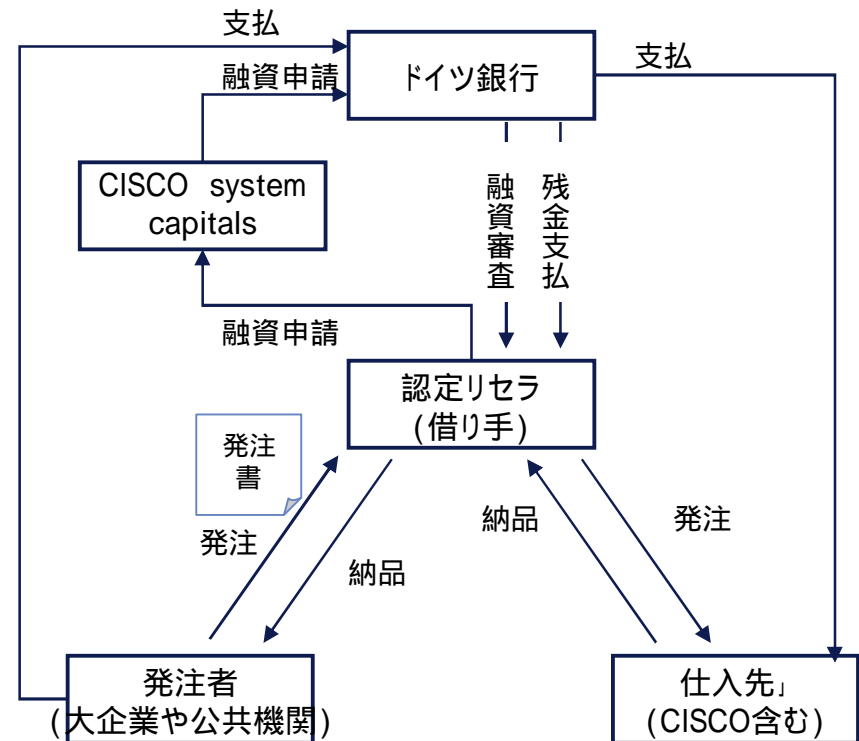 支払
ドイツ銀行
支払
融資申請
CISCO system
capitals
融資審査
残金支払
融資申請
認定リセラ
(借り手)
発注
書
発注
納品
納品
発注
発注者
(大企業や公共機関)
仕入先」
(CISCO含む)